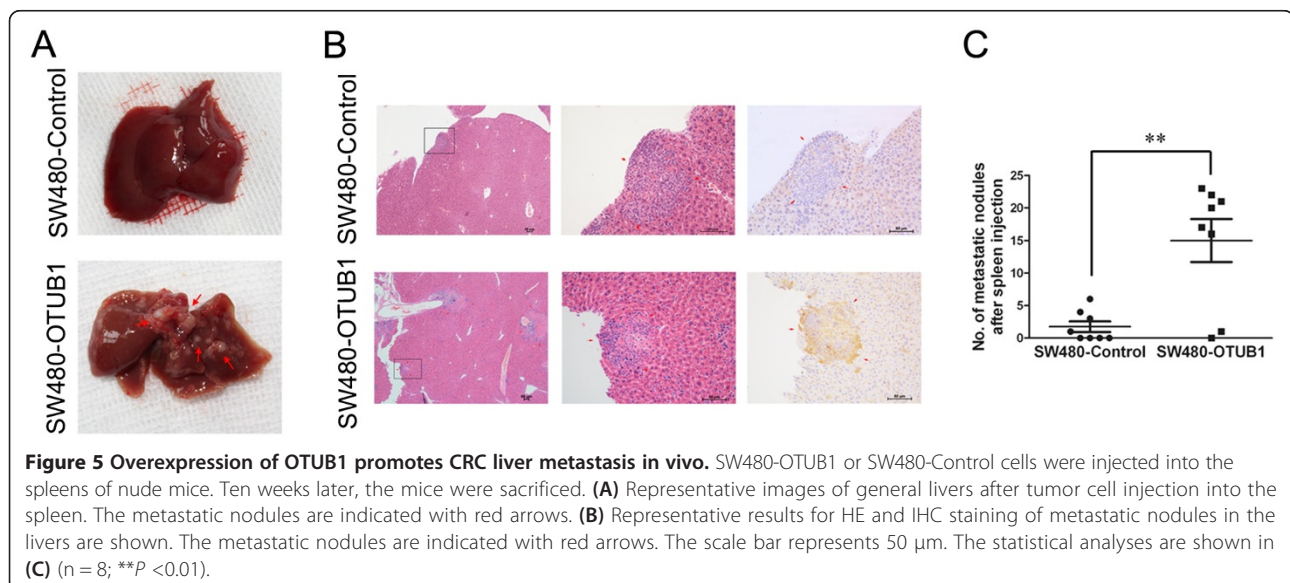 A
B
C
SW480-Control
SW480-OTUB1
SW480-Control
SW480-OTUB1
**
No. of metastatic nodules
after spleen injection
25
20
15
10
5
0
SW480-Control
SW480-OTUB1
Figure 5 Overexpression of OTUB1 promotes CRC liver metastasis in vivo. SW480-OTUB1 or SW480-Control cells were injected into the
spleens of nude mice. Ten weeks later, the mice were sacrificed. (A) Representative images of general livers after tumor cell injection into the
spleen. The metastatic nodules are indicated with red arrows. (B) Representative results for HE and IHC staining of metastatic nodules in the
livers are shown. The metastatic nodules are indicated with red arrows. The scale bar represents 50 μm. The statistical analyses are shown in
(C) (n = 8; **P <0.01).